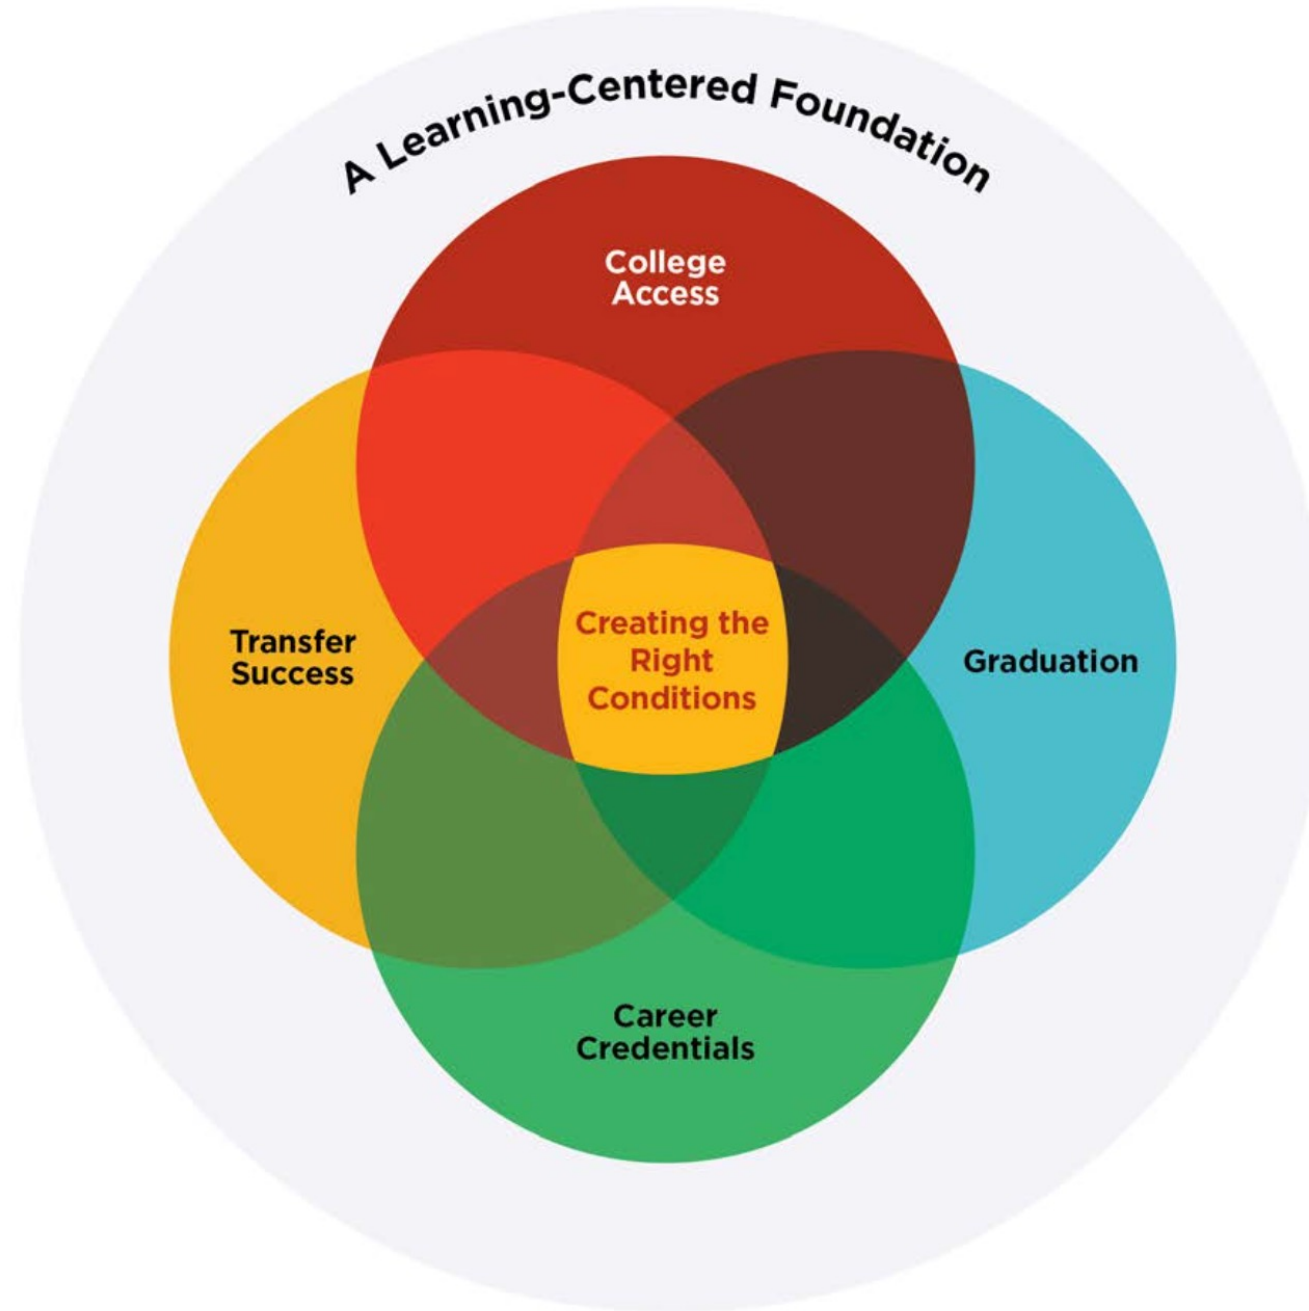 A Learning-Centered Foundation
College
Access
Transfer
Success
Creating the
Right
Conditions
Graduation
Career
Credentials